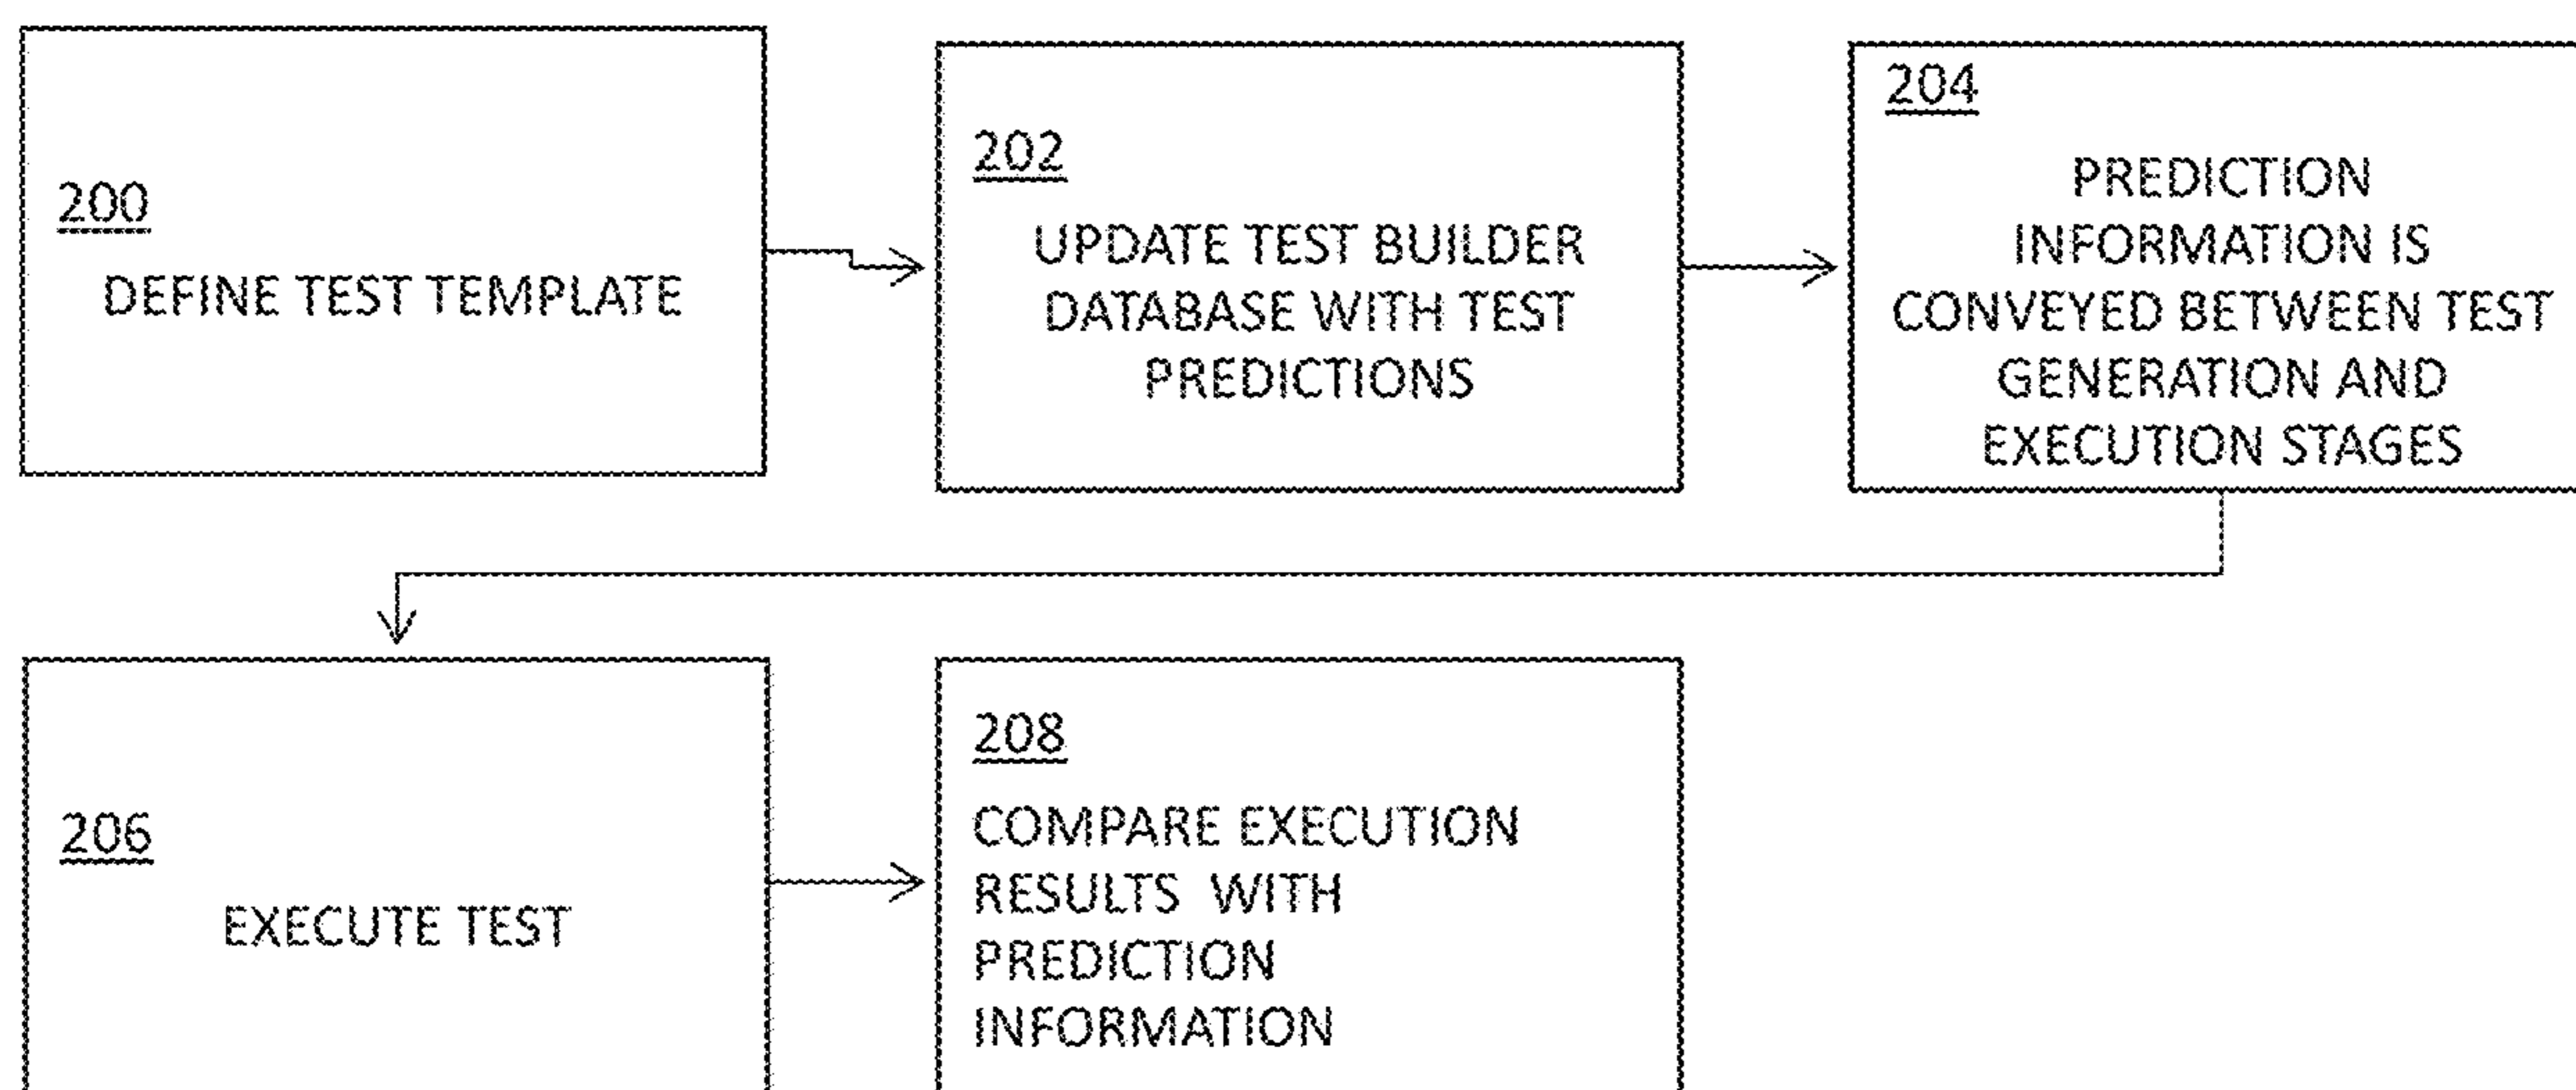 200
DEFINE TEST TEMPLATE
202
UPDATE TEST BUILDER
DATABASE WITH TEST
PREDICTIONS
204
PREDICTION
INFORMATION IS
CONVEYED BETWEEN TEST
GENERATION AND
EXECUTION STAGES
206
EXECUTE TEST
208
COMPARE EXECUTION
RESULTS WITH
PREDICTION
INFORMATION